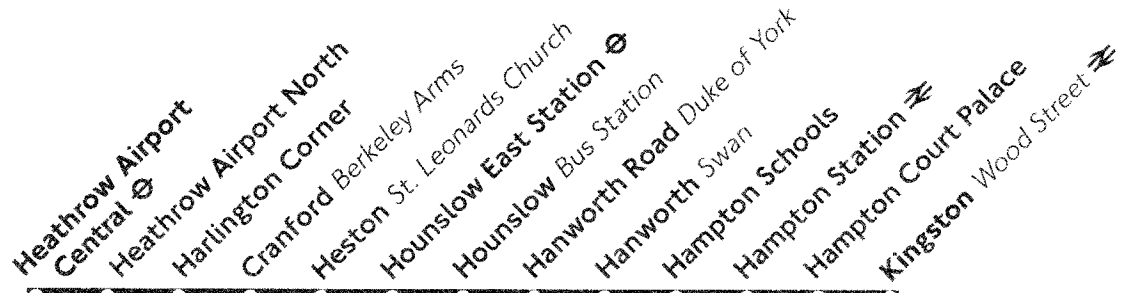 Heathrow Airport
Central
Heathrow Airport North
Harlington Corner
Cranford Berkeley Arms
Heston St. Leonards Church
Hounslow East Station
Hounslow Bus Station
Hanworth Road Duke of York
Hanworth Swan
Hampton Schools
Hampton Station
Hampton Court Palace
Kingston Wood Street